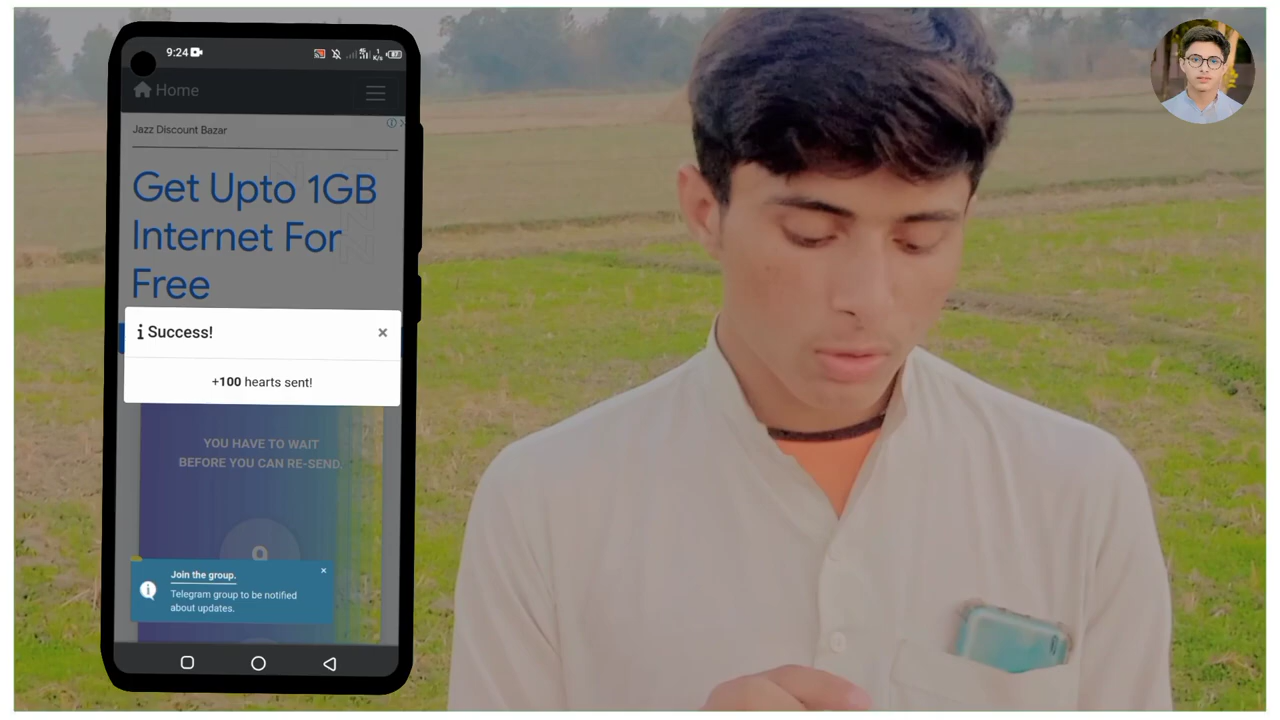 9:24
Home
Jazz Discount Bazar
Get Upto 1GB
Internet For
Free
Success!
×
+100 hearts sent!
YOU HAVE TO WAIT
BEFORE YOU CAN RE-SEND.
9
Join the group.
×
Telegram group to be notified
about updates.